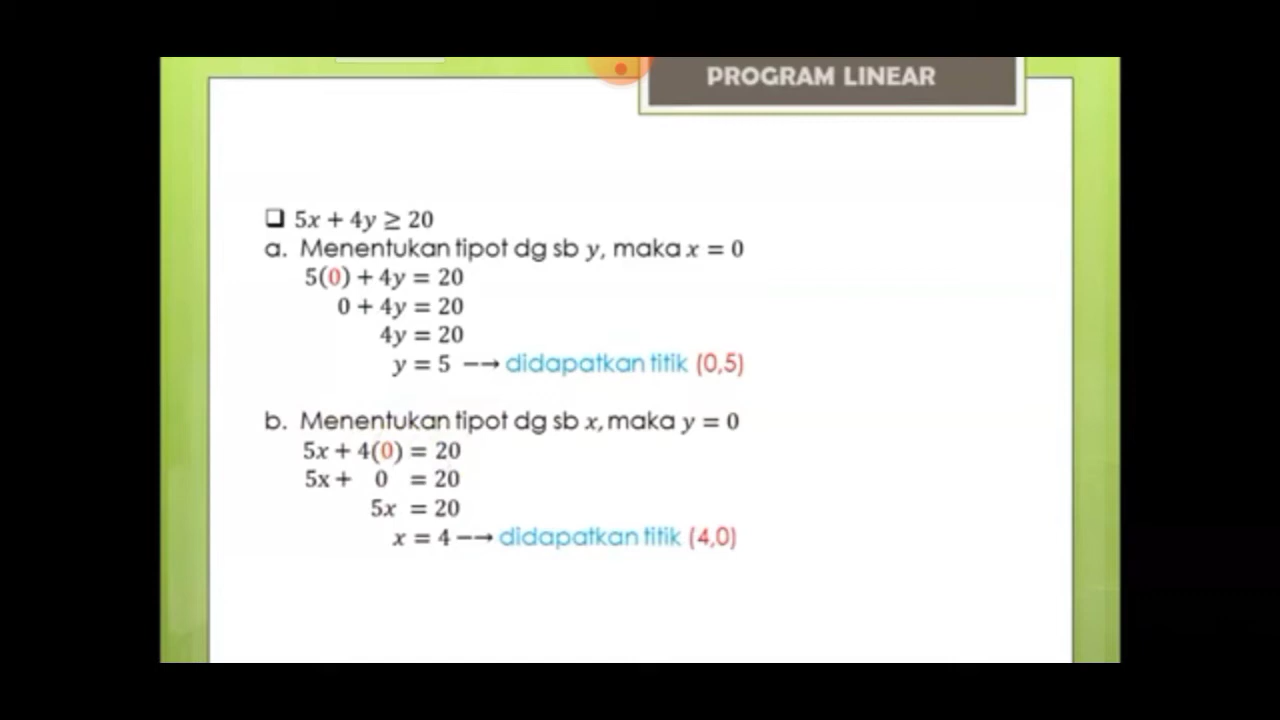 PROGRAM LINEAR
❑ 5x + 4y ≥ 20
a. Menentukan tipot dg sb y, maka x = 0
5(0) + 4y = 20
0 + 4y = 20
4y = 20
y = 5 −−→ didapatkan titik (0,5)
b. Menentukan tipot dg sb x, maka y = 0
5x + 4(0) = 20
5x + 0 = 20
5x = 20
x = 4 −−→ didapatkan titik (4,0)